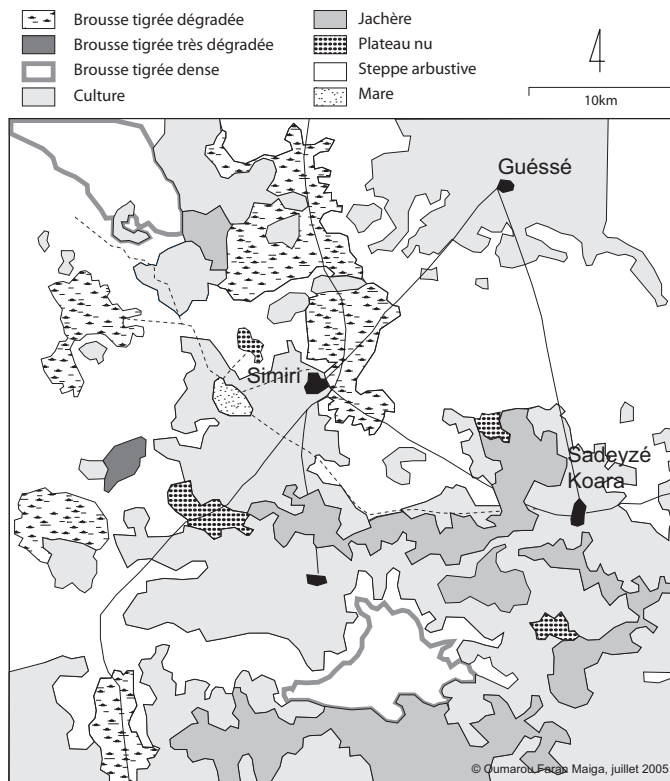 Brousse tigrée dégradée
Brousse tigrée très dégradée
Brousse tigrée dense
Culture
Jachère
Plateau nu
Steppe arbustive
Mare
10km
Guéssé
Simiri
Sadeyzé
Koara
© Oumarou Faran Maiga, juillet 2005